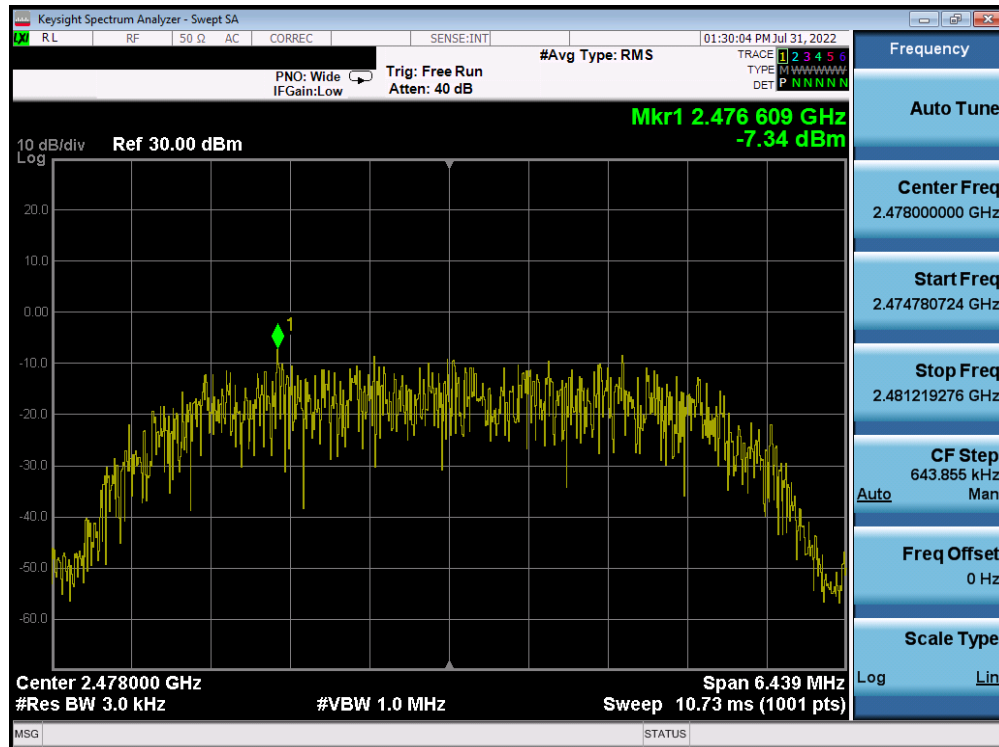 Keysight Spectrum Analyzer - Swept SA
LXI RL RF 50 Ω AC CORREC SENSE:INT 01:30:04 PM Jul 31, 2022
#Avg Type: RMS TRACE 1 2 3 4 5 6
PNO: Wide Trig: Free Run TYPE M WWWWW
IFGain:Low Atten: 40 dB DET P N N N N N
Mkr1 2.476 609 GHz
-7.34 dBm
10 dB/div Ref 30.00 dBm
Log
20.0
10.0
0.00
1
-10.0
-20.0
-30.0
-40.0
-50.0
-60.0
Center 2.478000 GHz Span 6.439 MHz
#Res BW 3.0 kHz #VBW 1.0 MHz Sweep 10.73 ms (1001 pts)
MSG STATUS
Frequency
Auto Tune
Center Freq
2.478000000 GHz
Start Freq
2.474780724 GHz
Stop Freq
2.481219276 GHz
CF Step
643.855 kHz
Auto Man
Freq Offset
0 Hz
Scale Type
Log Lin